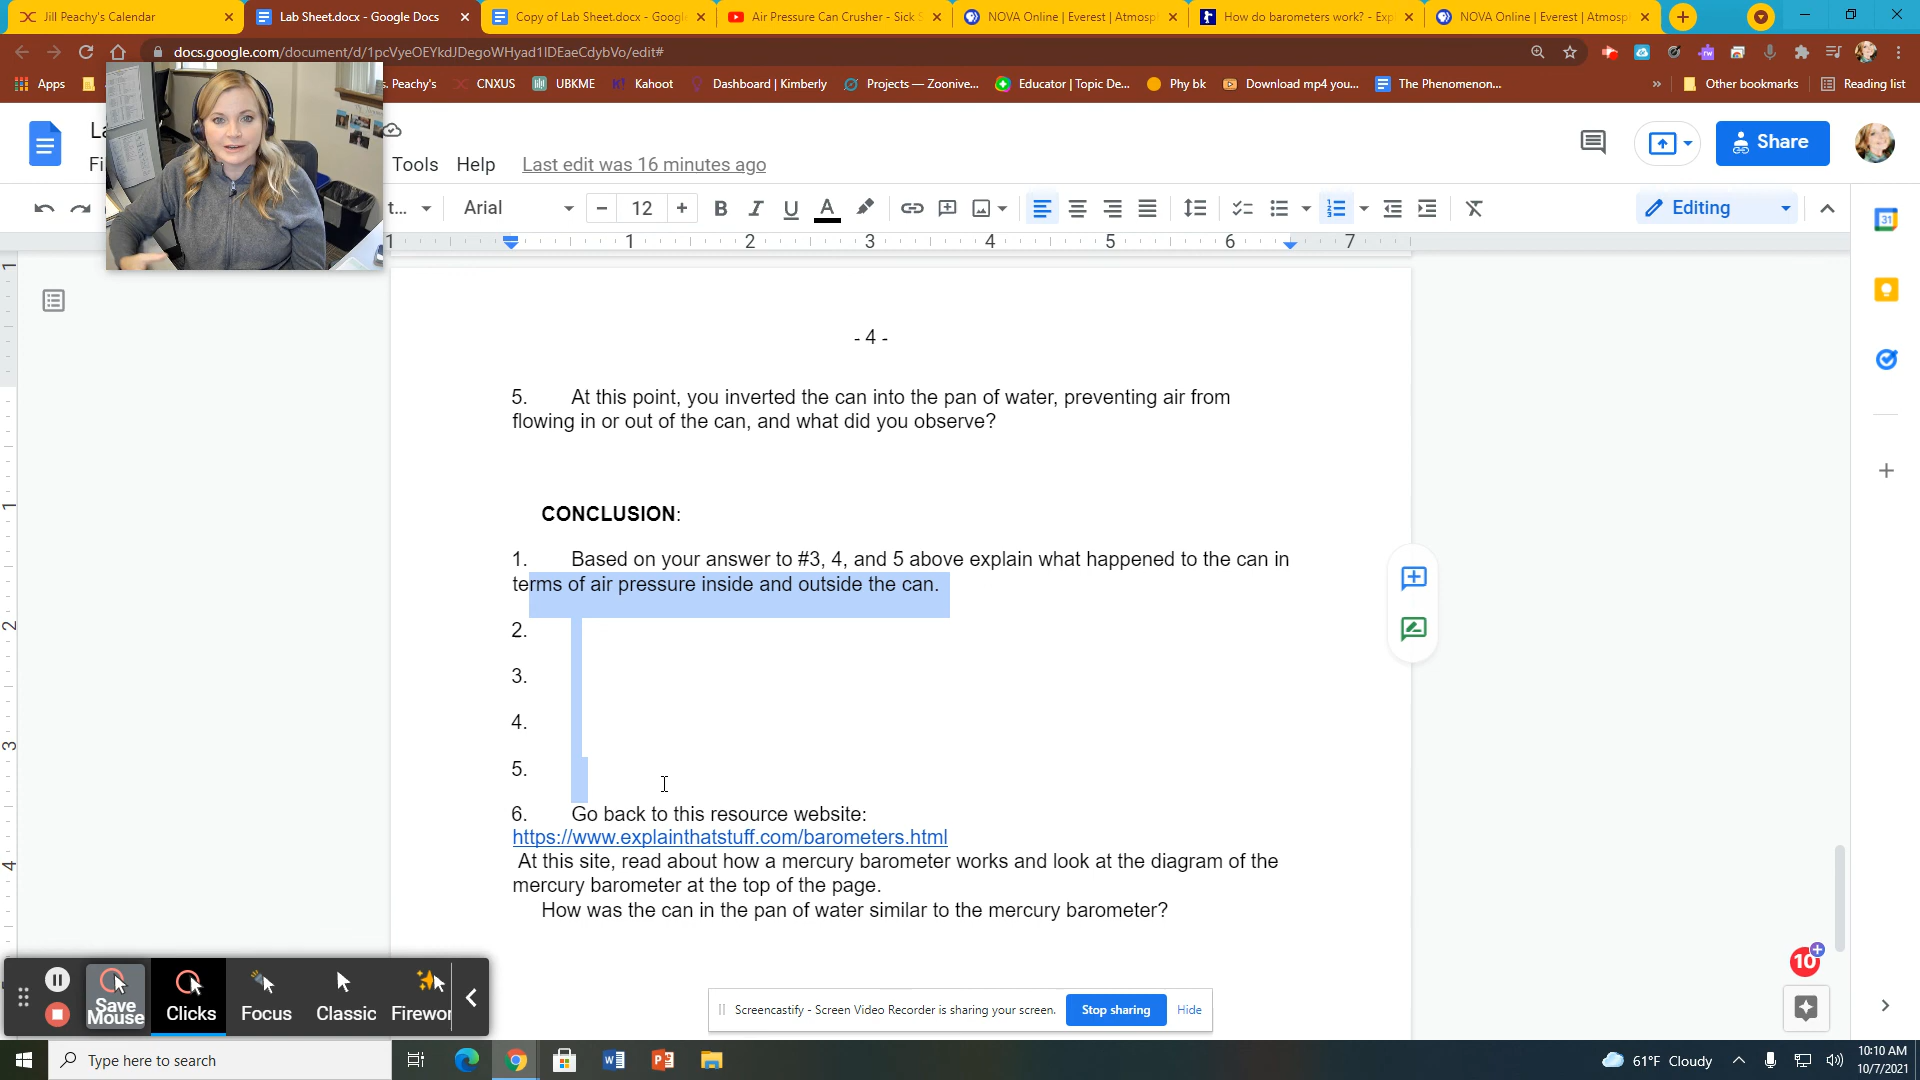 Jill Peachy's Calendar
Lab Sheet.docx - Google Docs
Copy of Lab Sheet.docx - Googl
Air Pressure Can Crusher - Sick S
NOVA Online | Everest | Atmosp
How do barometers work? - Exp
NOVA Online | Everest | Atmosp
docs.google.com/document/d/1pcVyeOEYkdJDegoWHyad1lDEaeCdybVo/edit#
Apps
s. Peachy's
CNXUS
UBKME
Kahoot
Dashboard | Kimberly
Projects — Zoonive...
Educator | Topic De...
Phy bk
Download mp4 you...
The Phenomenon...
»
Other bookmarks
Reading list
Tools Help Last edit was 16 minutes ago
Share
t...
Arial
12
Editing
1 1 2 3 4 5 6 7
- 4 -
5. At this point, you inverted the can into the pan of water, preventing air from
flowing in or out of the can, and what did you observe?
CONCLUSION:
1. Based on your answer to #3, 4, and 5 above explain what happened to the can in
terms of air pressure inside and outside the can.
2.
3.
4.
5.
6. Go back to this resource website:
https://www.explainthatstuff.com/barometers.html
At this site, read about how a mercury barometer works and look at the diagram of the
mercury barometer at the top of the page.
How was the can in the pan of water similar to the mercury barometer?
10
Save
Mouse
Clicks
Focus
Classic
Firewor
Screencastify - Screen Video Recorder is sharing your screen.
Stop sharing
Hide
Type here to search
61°F Cloudy
10:10 AM
10/7/2021